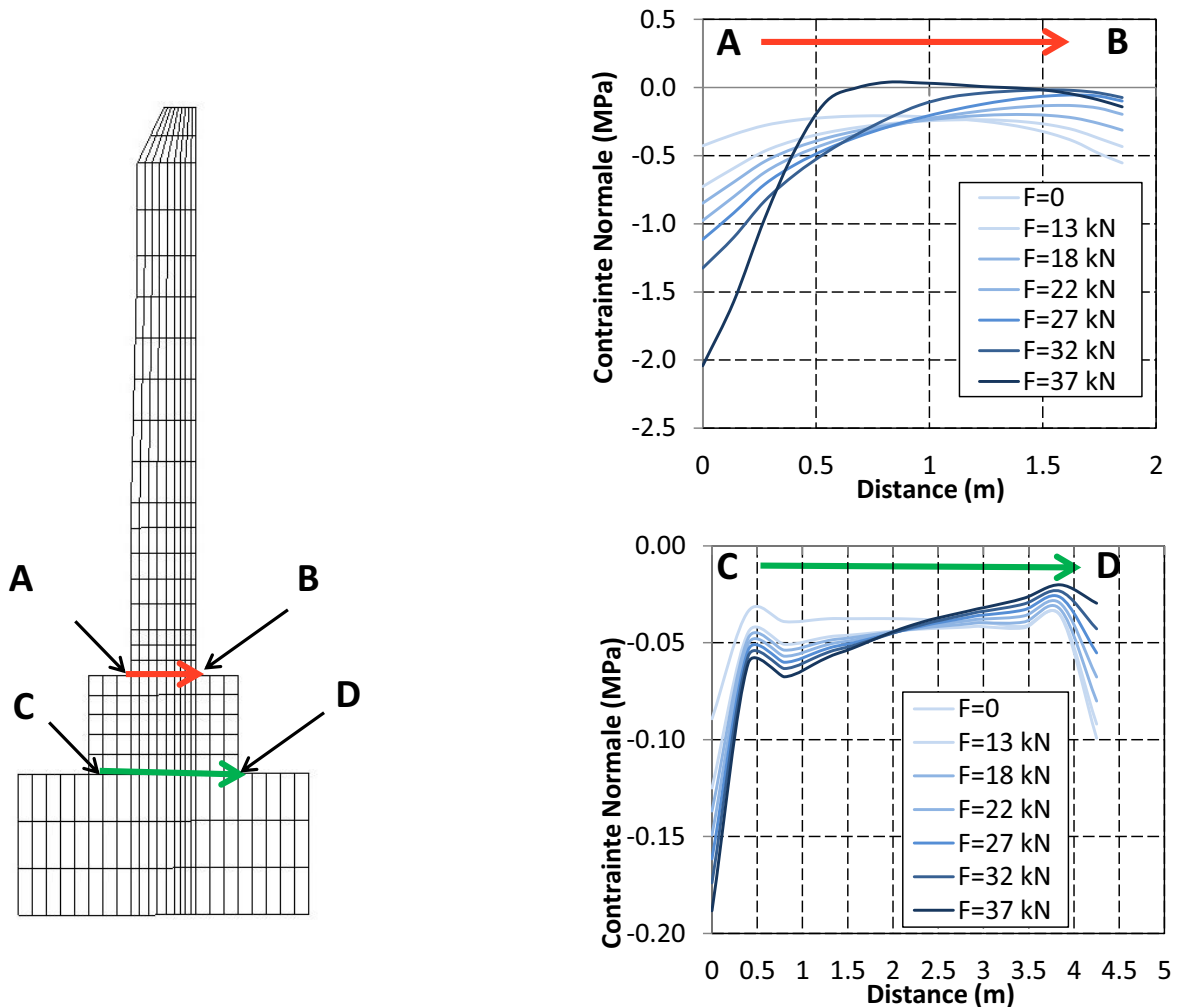 A
B
C
D
A
B
0.5
0.0
-0.5
-1.0
-1.5
-2.0
-2.5
Contrainte Normale (MPa)
F=0
F=13 kN
F=18 kN
F=22 kN
F=27 kN
F=32 kN
F=37 kN
0 0.5 1 1.5 2
Distance (m)
C
D
0.00
-0.05
-0.10
-0.15
-0.20
Contrainte Normale (MPa)
F=0
F=13 kN
F=18 kN
F=22 kN
F=27 kN
F=32 kN
F=37 kN
0 0.5 1 1.5 2 2.5 3 3.5 4 4.5 5
Distance (m)